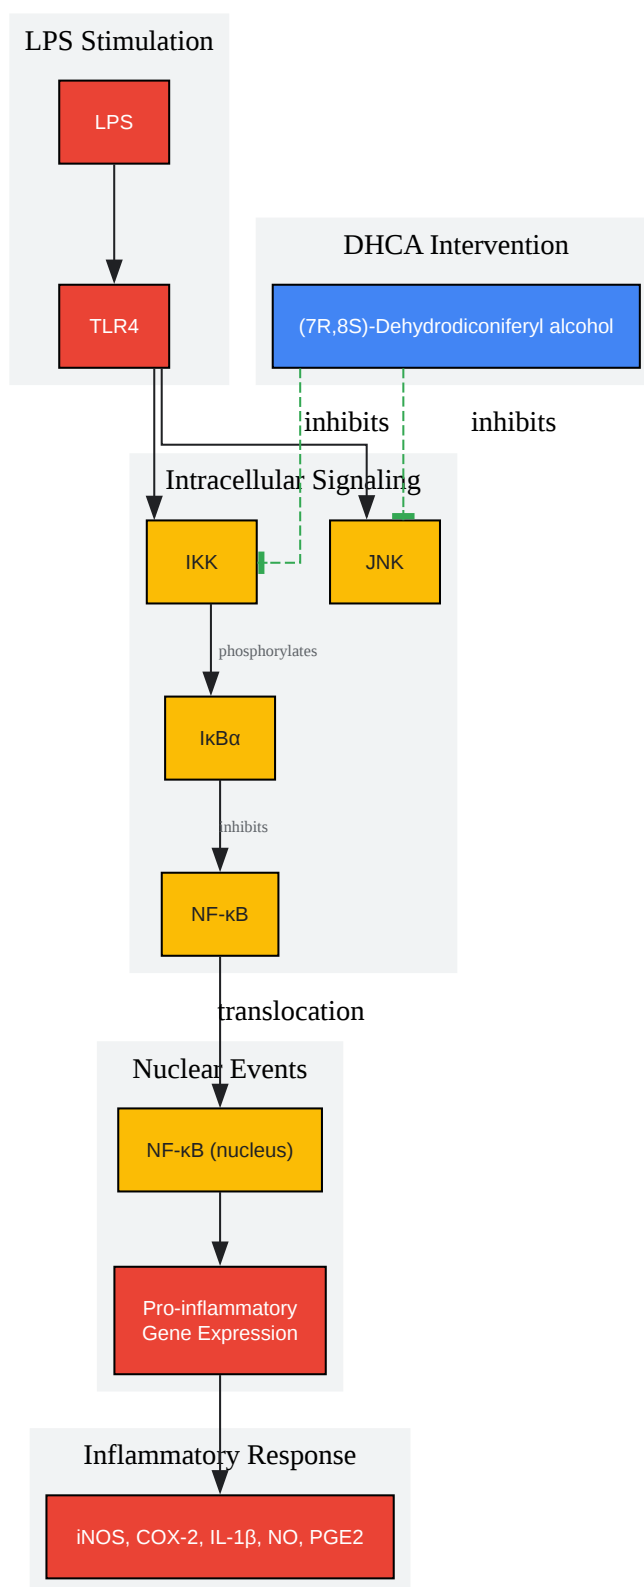 LPS Stimulation
LPS
TLR4
DHCA Intervention
(7R,8S)-Dehydrodiconiferyl alcohol
inhibits
inhibits
Intracellular Signaling
IKK
JNK
phosphorylates
IκBα
inhibits
NF-κB
translocation
Nuclear Events
NF-κB (nucleus)
Pro-inflammatory
Gene Expression
Inflammatory Response
iNOS, COX-2, IL-1β, NO, PGE2